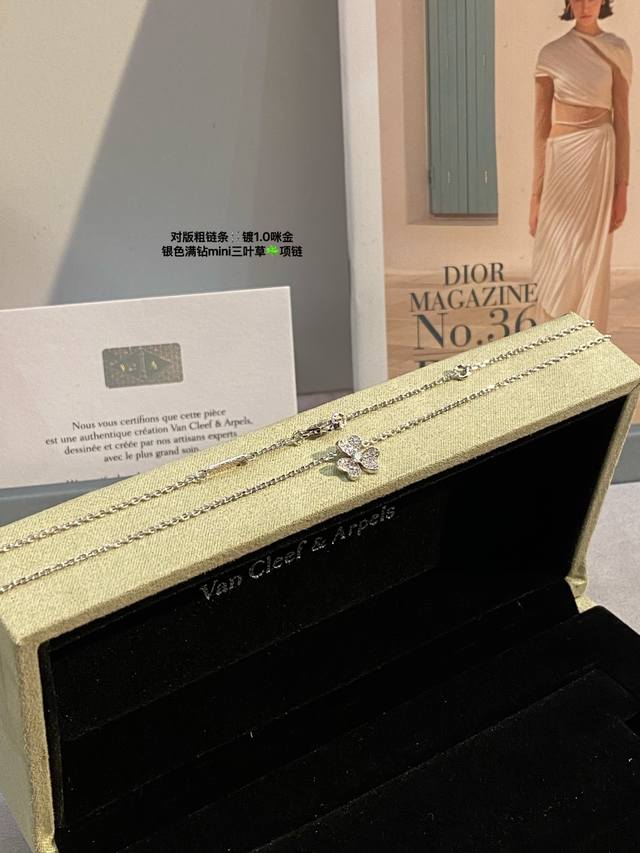 对版粗链条 镀1.0咪金
银色满钻mini三叶草☘️项链
DIOR
MAGAZINE
No.36
Nous vous certifions que cette pièce
est une authentique création Van Cleef & Arpels,
dessinée et créée par nos artisans experts
avec le plus grand soin.
Van Cleef & Arpels